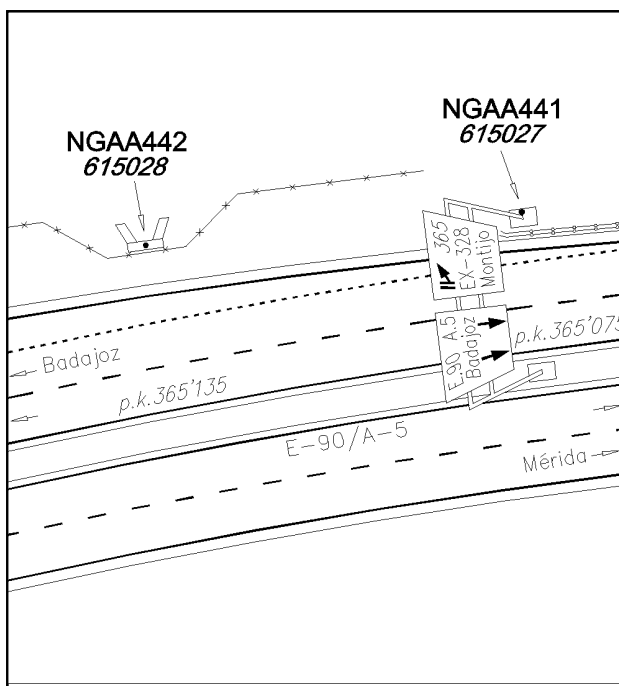 NGAA441
615027
NGAA442
615028
365
EX-328
Montijo
E.90 A.5
Badajoz
p.k.365'075
Badajoz
p.k.365'135
E-90/A-5
Mérida